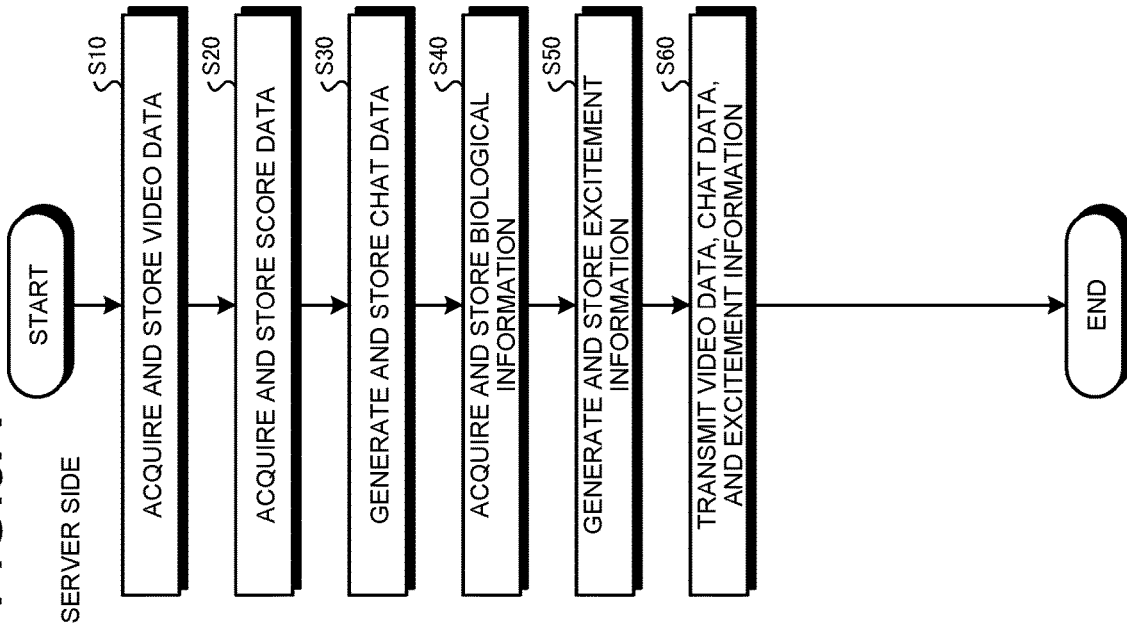 SERVER SIDE
START
S10
ACQUIRE AND STORE VIDEO DATA
S20
ACQUIRE AND STORE SCORE DATA
S30
GENERATE AND STORE CHAT DATA
S40
ACQUIRE AND STORE BIOLOGICAL
INFORMATION
S50
GENERATE AND STORE EXCITEMENT
INFORMATION
S60
TRANSMIT VIDEO DATA, CHAT DATA,
AND EXCITEMENT INFORMATION
END